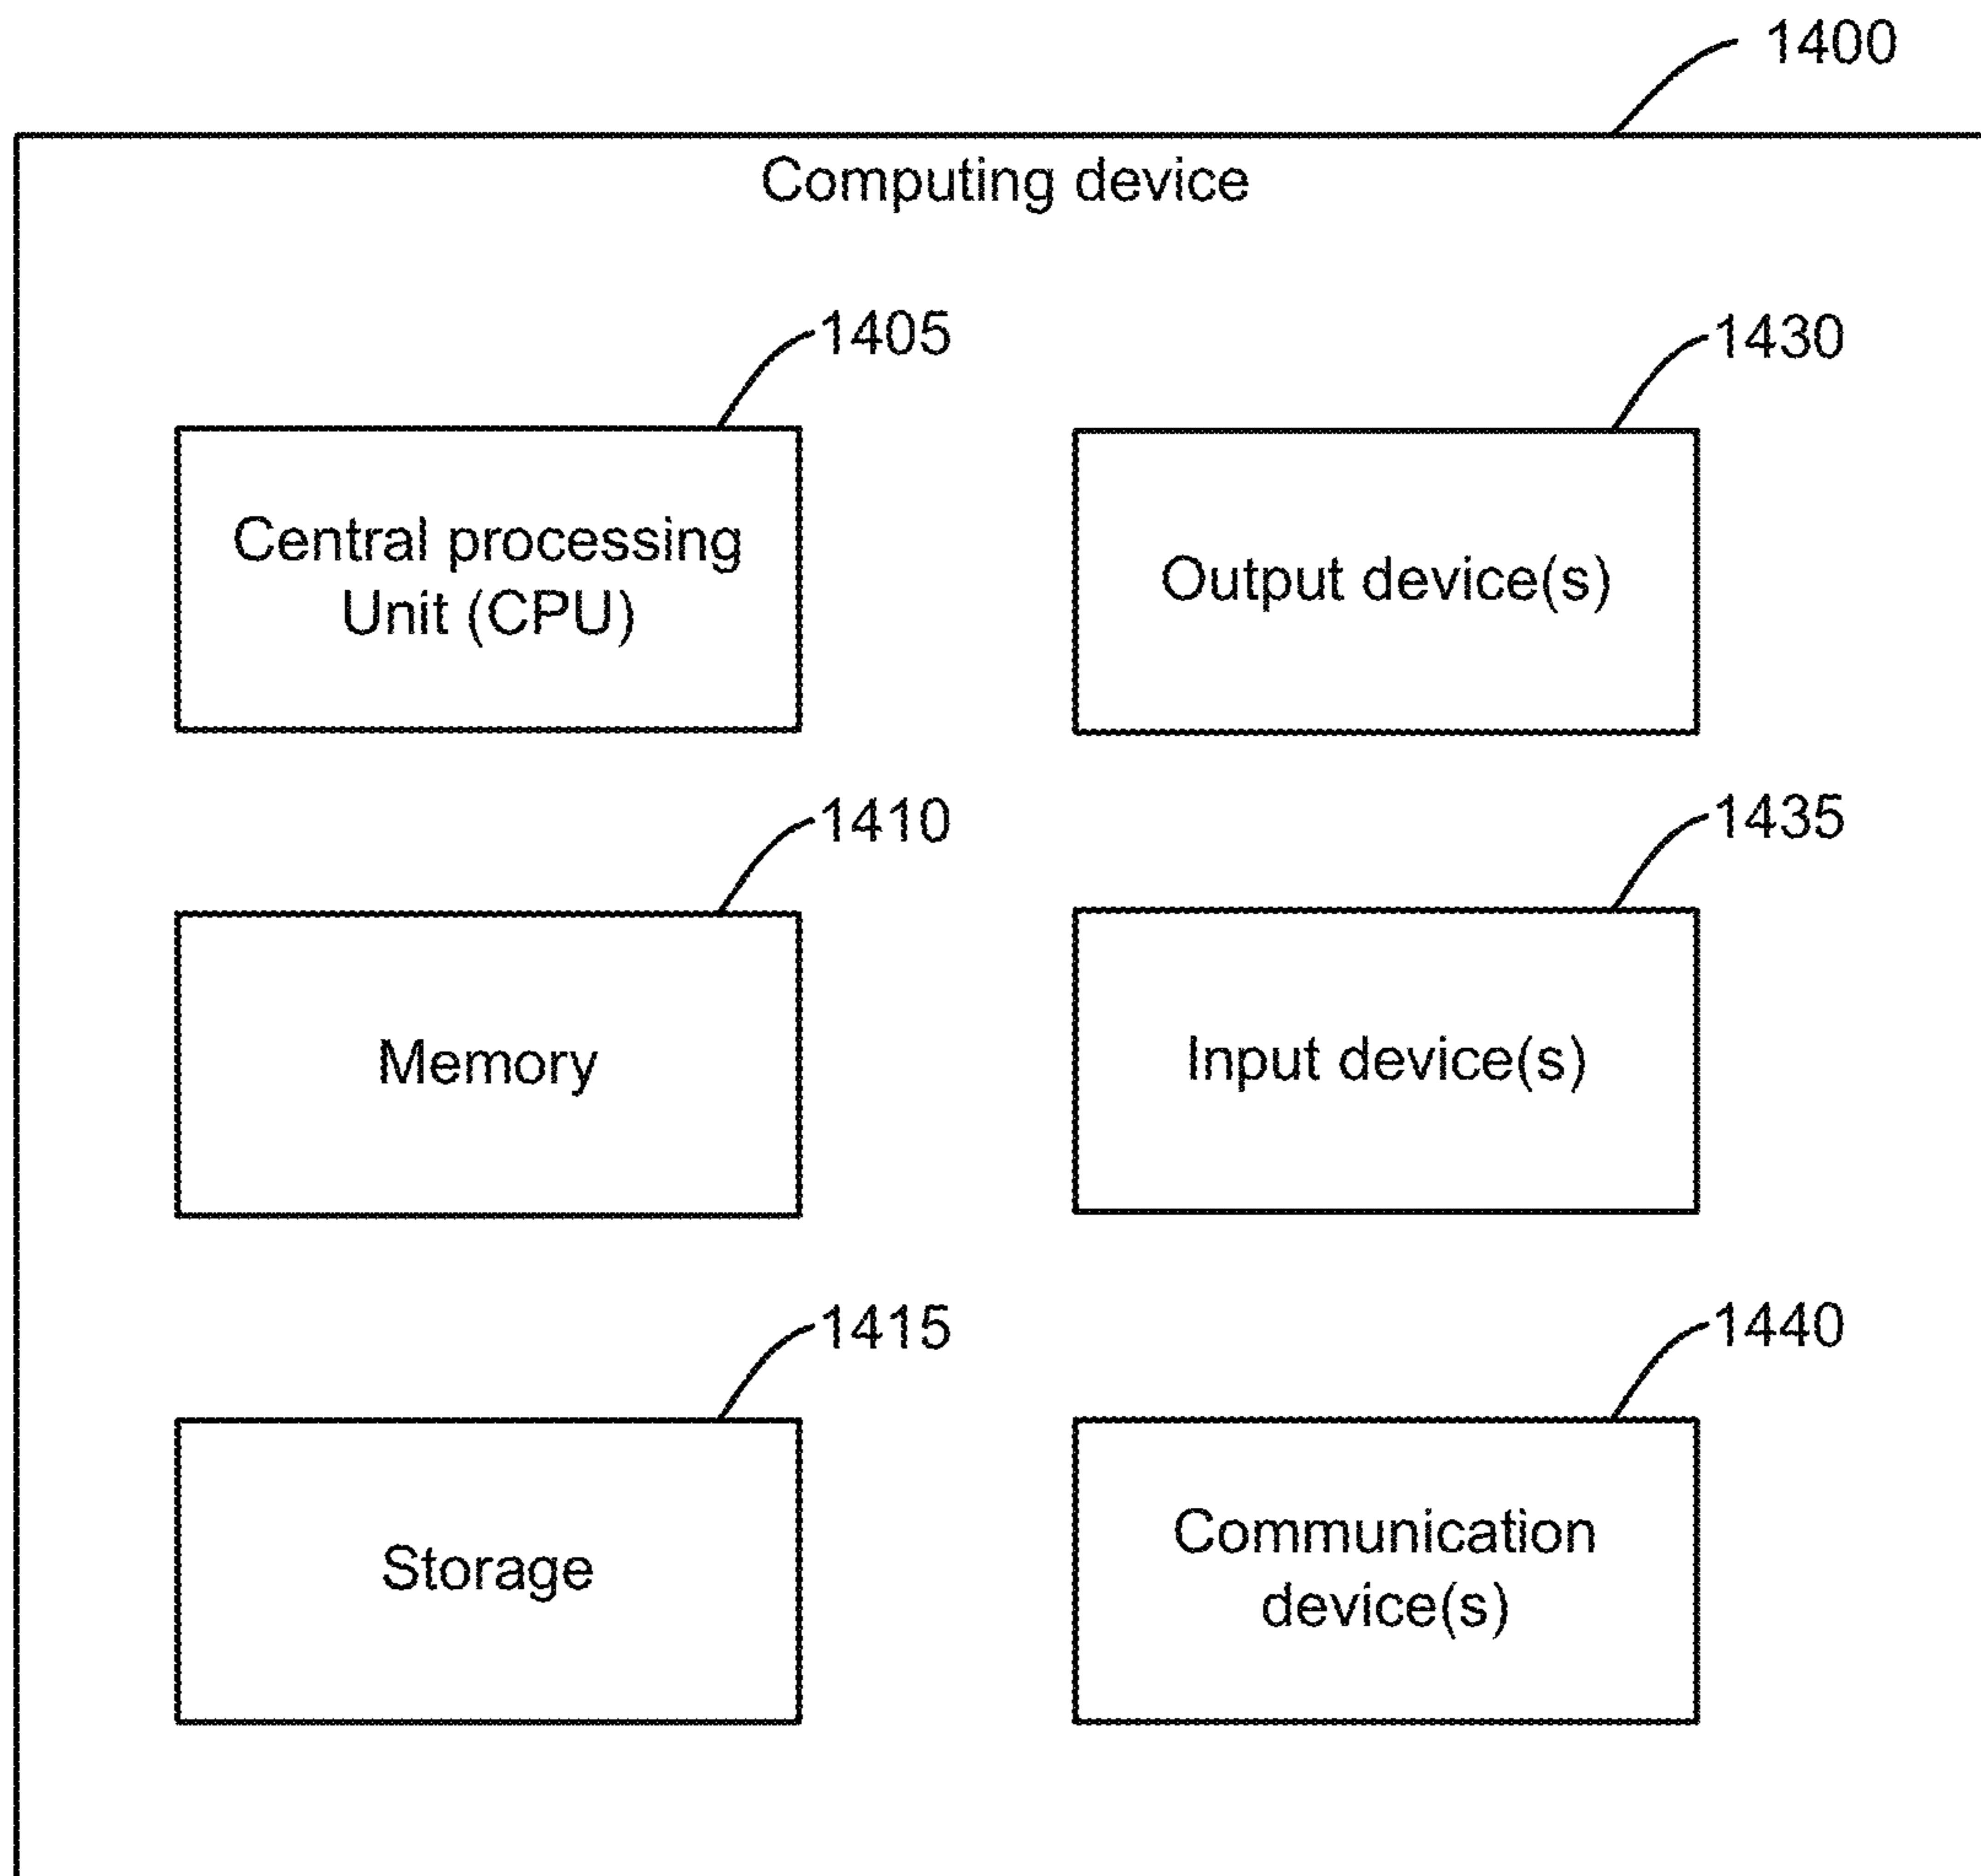 1400
Computing device
1405
1430
Central processing
Unit (CPU)
Output device(s)
1410
1435
Memory
Input device(s)
1415
1440
Storage
Communication
device(s)